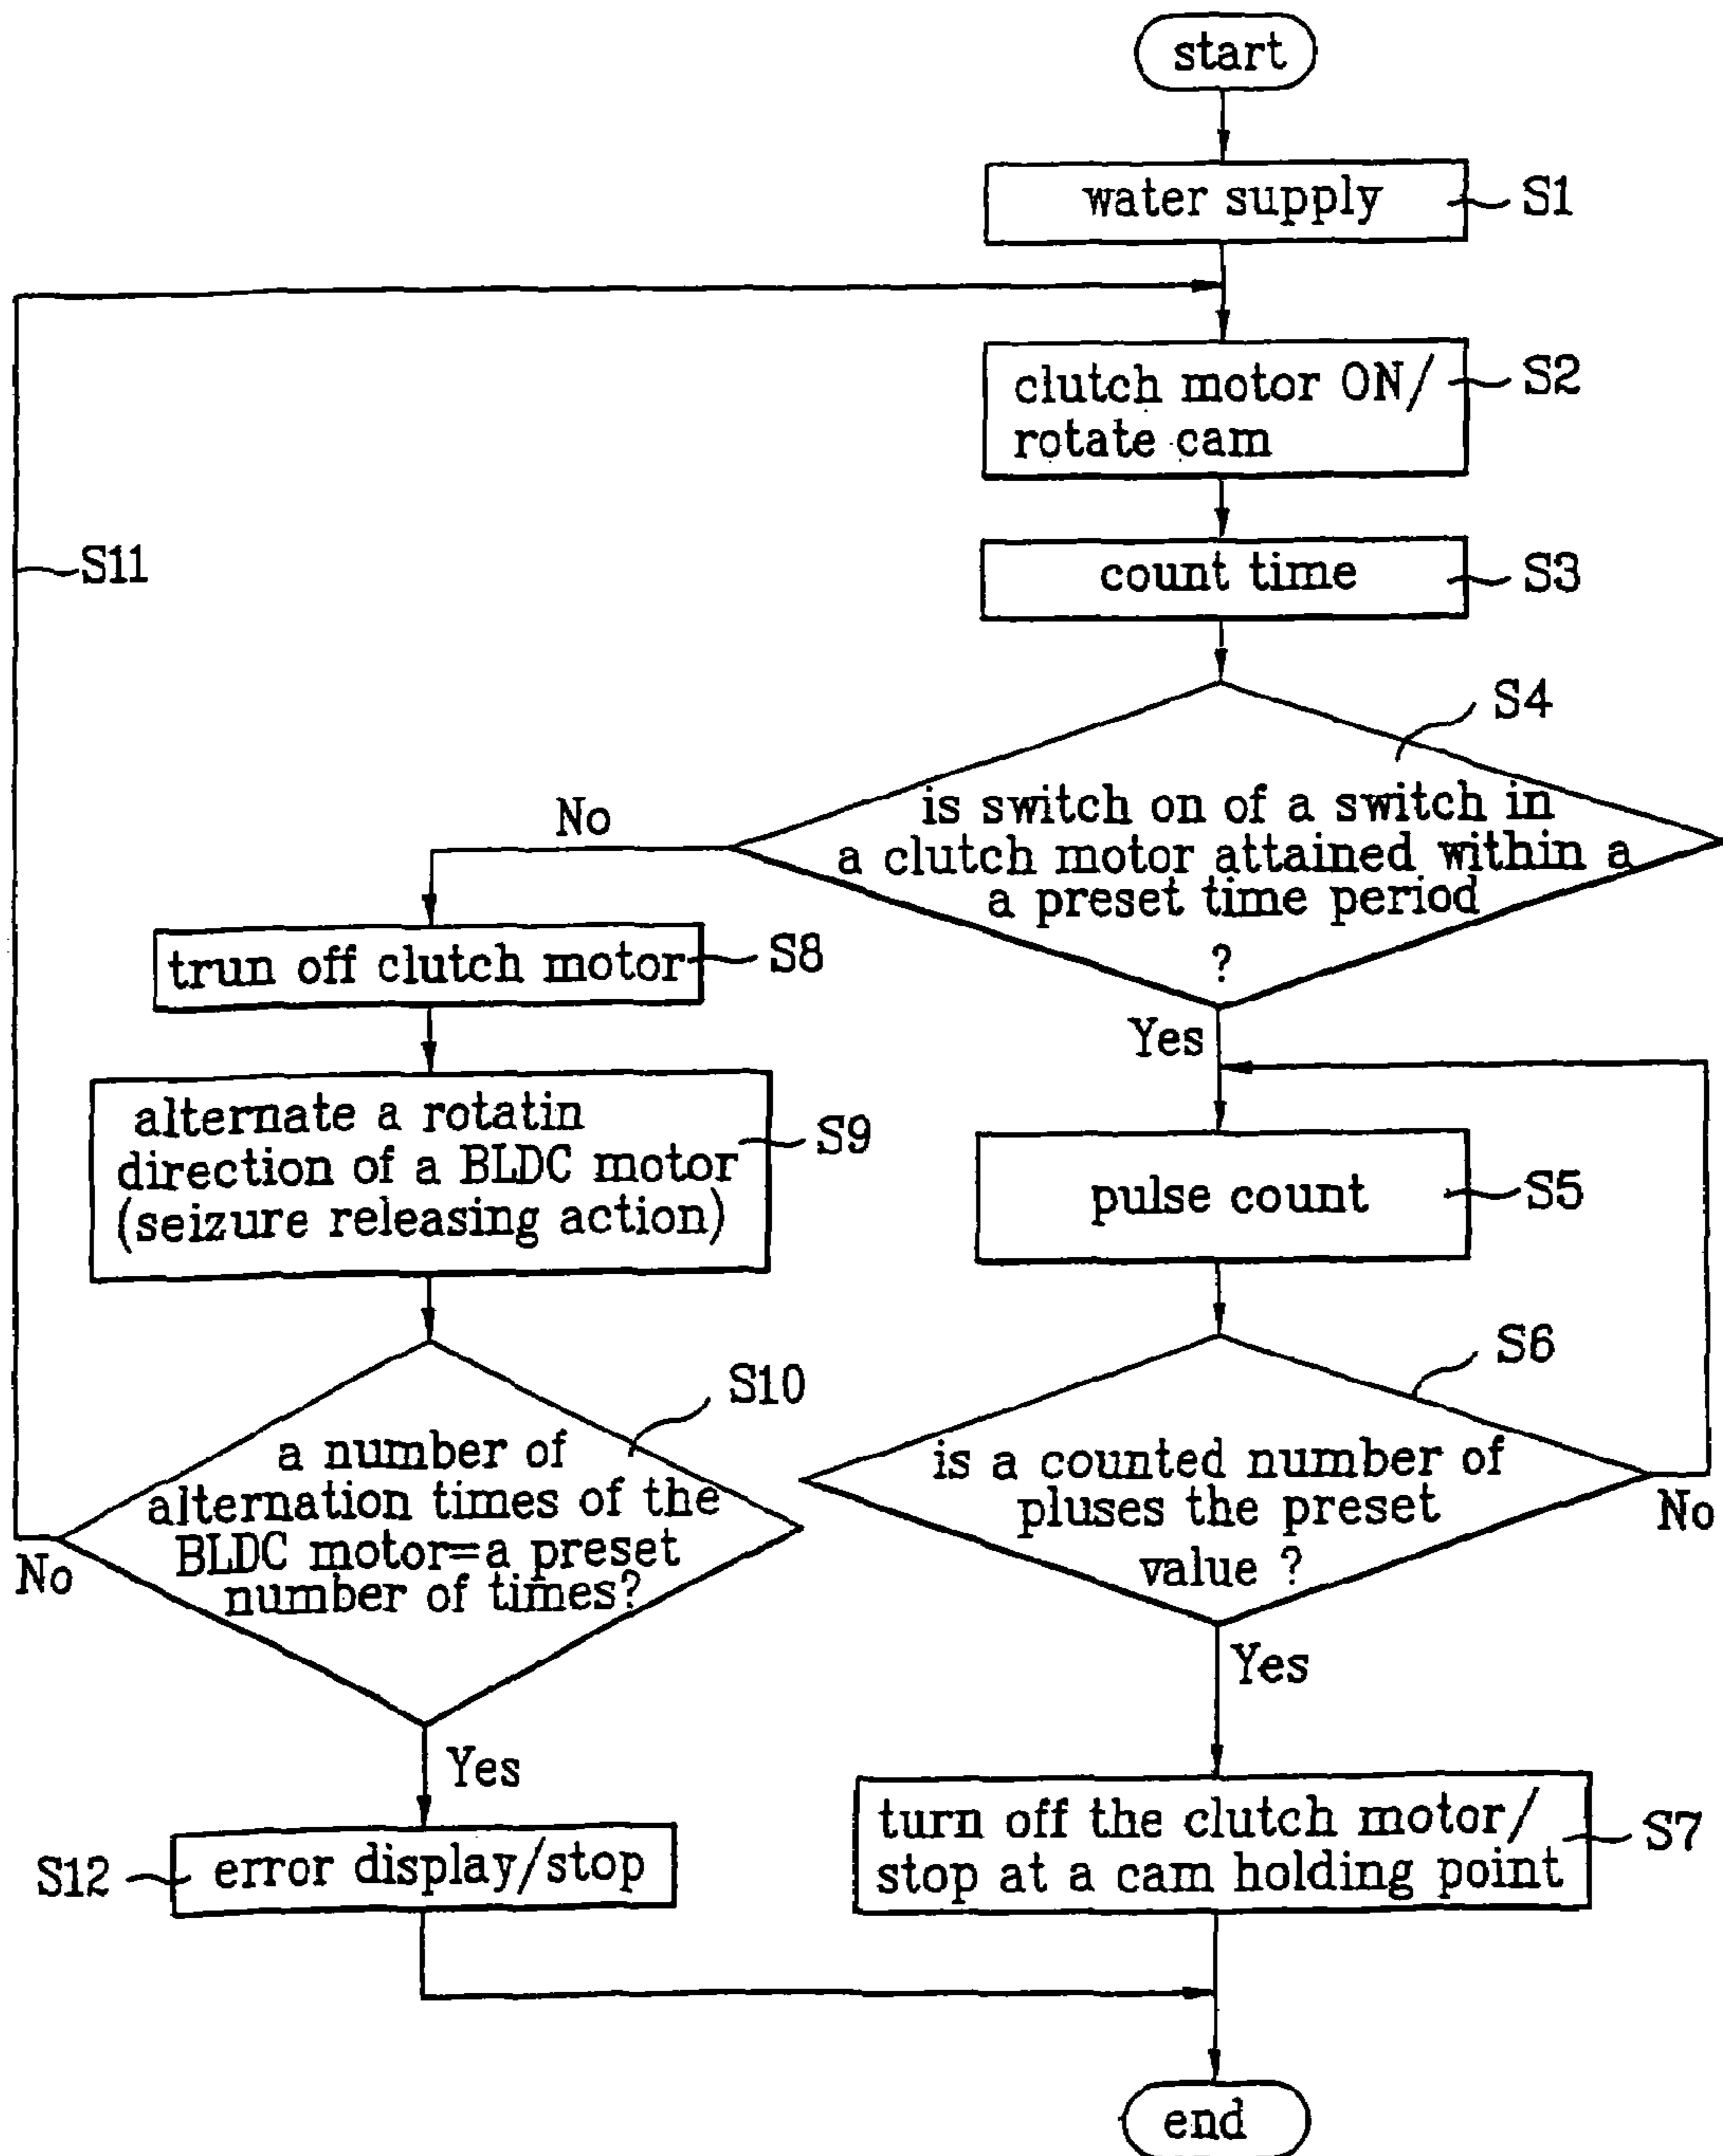 start
water supply
S1
clutch motor ON/
rotate cam
S2
S11
count time
S3
S4
is switch on of a switch in
a clutch motor attained within a
a preset time period
?
No
Yes
trun off clutch motor
S8
alternate a rotatin
direction of a BLDC motor
(seizure releasing action)
S9
pulse count
S5
S10
a number of
alternation times of the
BLDC motor=a preset
number of times?
No
Yes
S6
is a counted number of
pluses the preset
value ?
No
Yes
S12
error display/stop
turn off the clutch motor/
stop at a cam holding point
S7
end